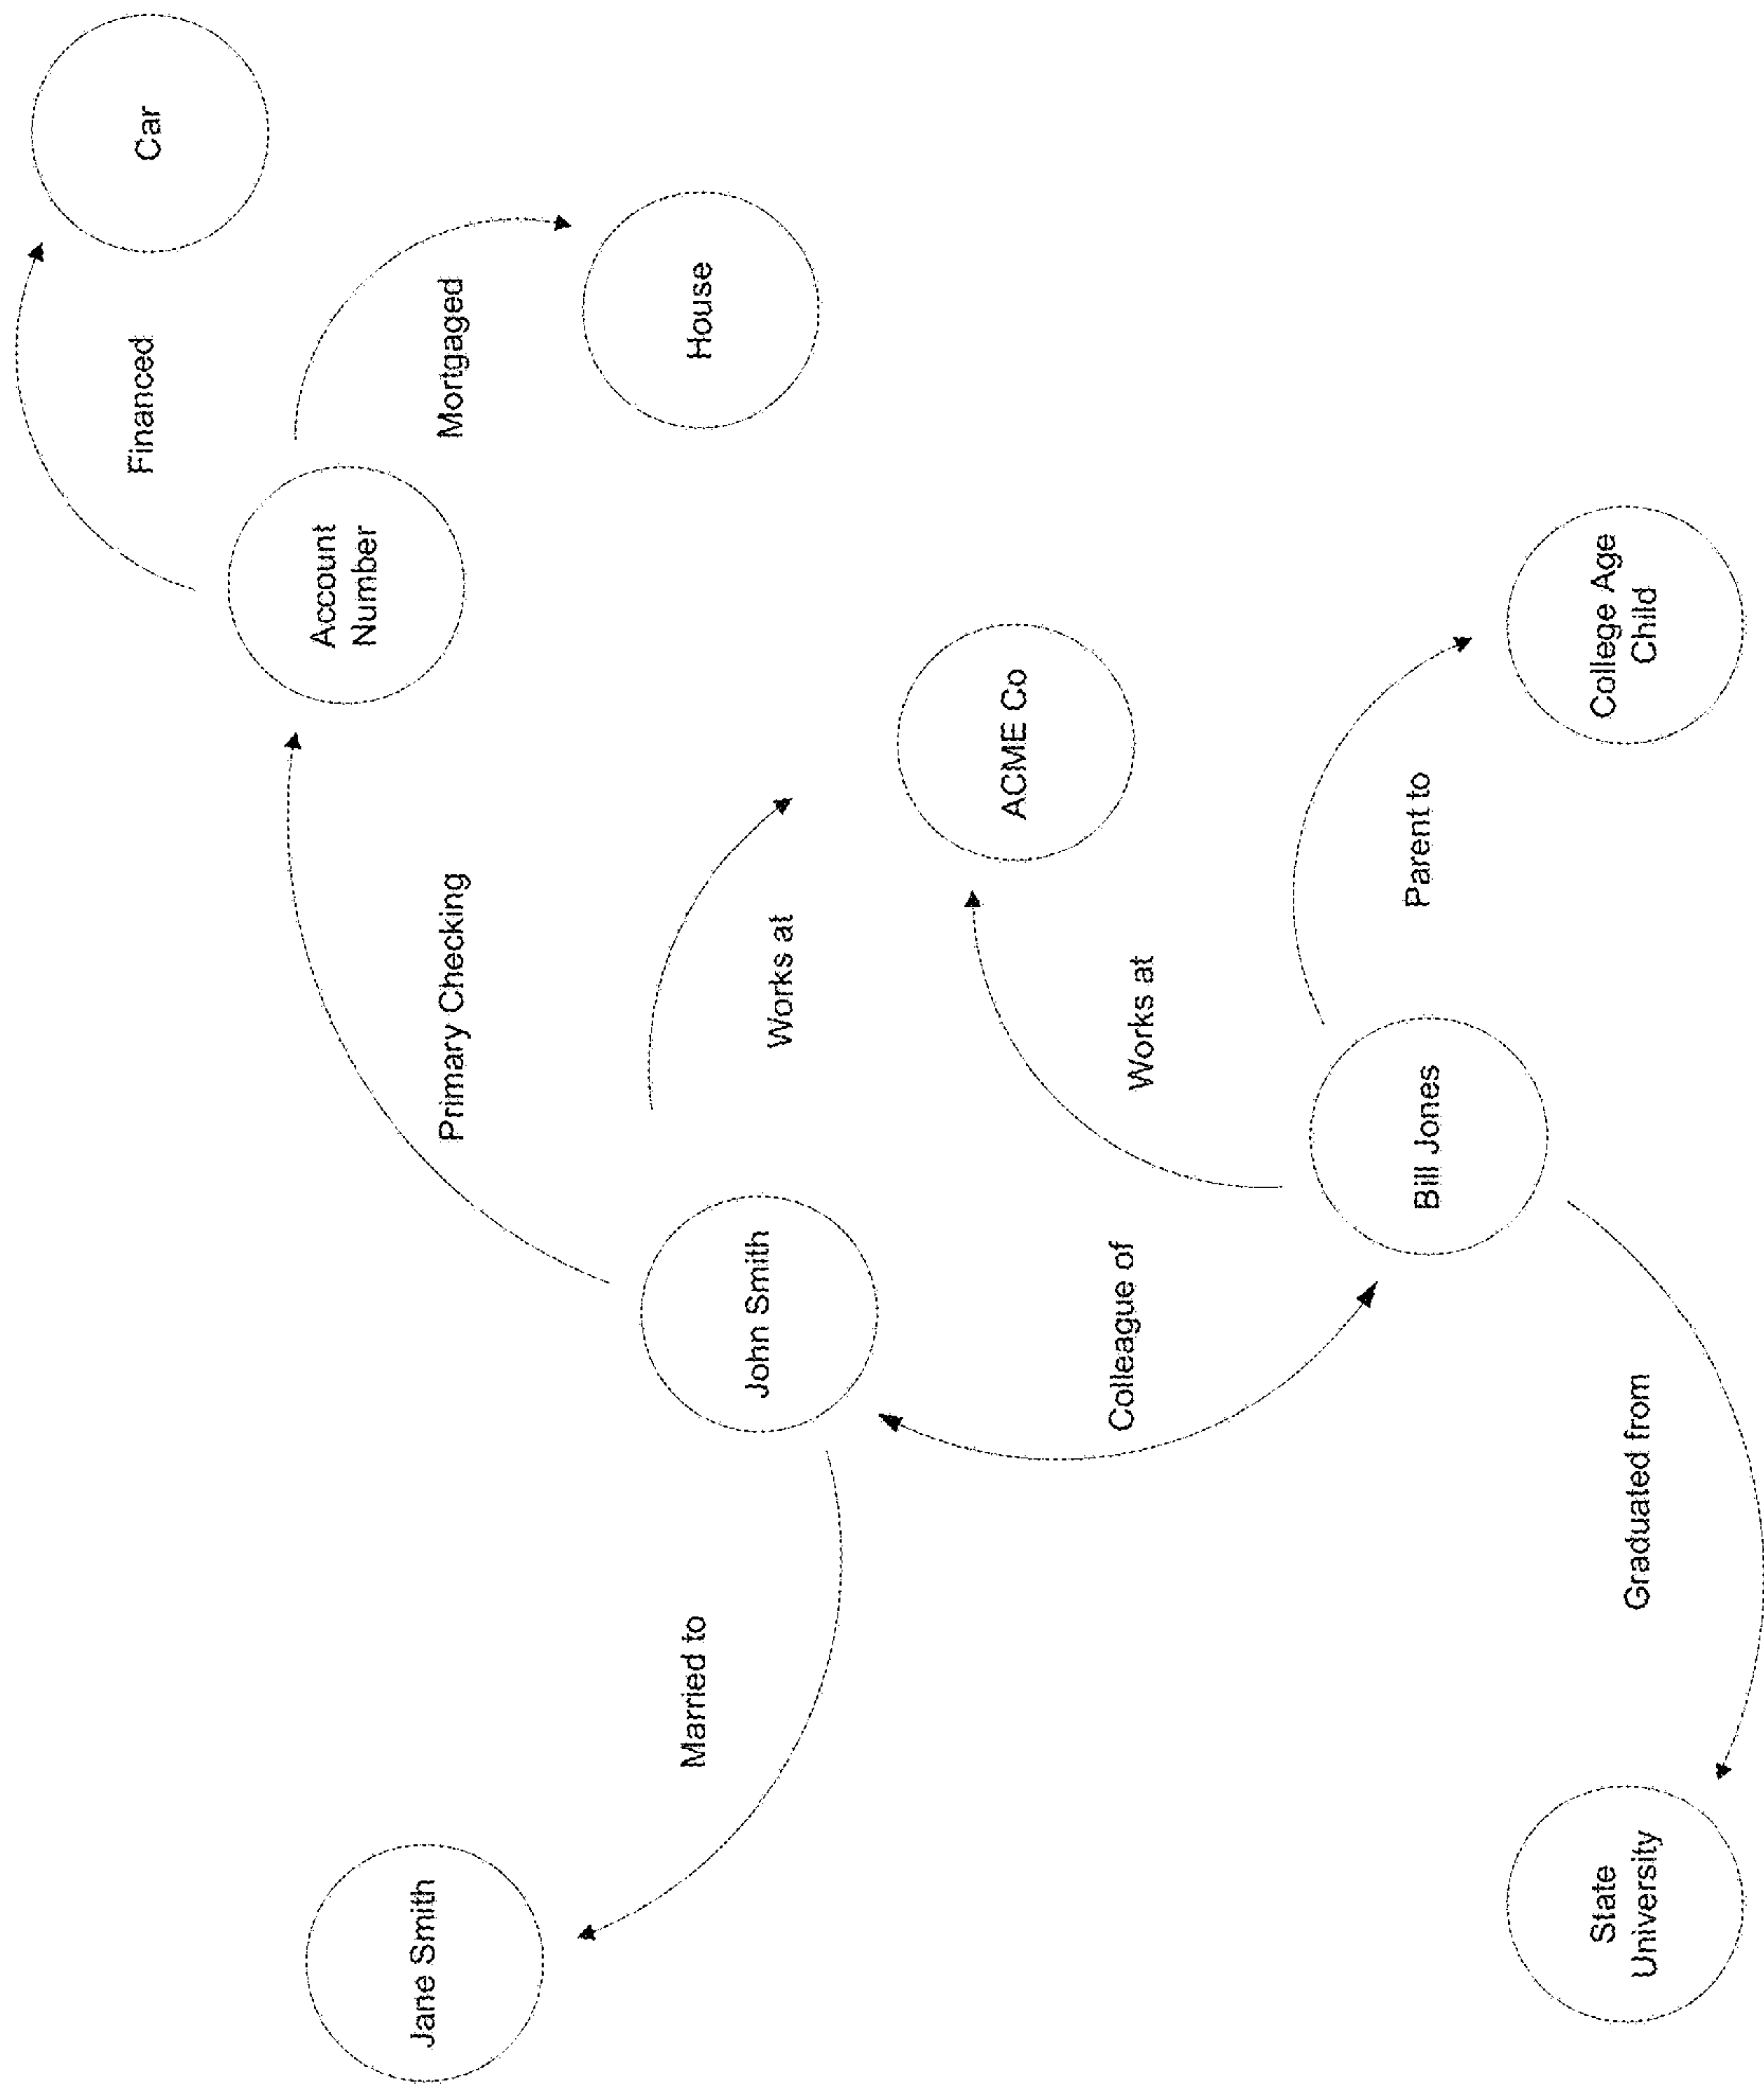 Jane Smith
Married to
John Smith
Primary Checking
Account
Number
Financed
Car
Mortgaged
House
Works at
ACME Co
Colleague of
Works at
Bill Jones
Parent to
College Age
Child
Graduated from
State
University